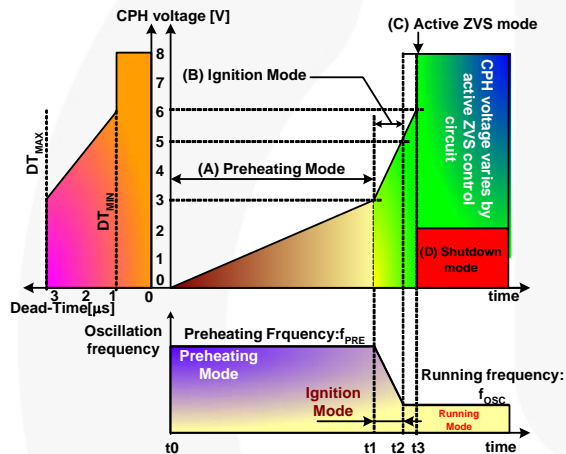 CPH voltage [V]
(C) Active ZVS mode
8
7
(B) Ignition Mode
6
5
4
(A) Preheating Mode
3
2
1
0
DT_MAX
DT_MIN
CPH voltage varies by
active ZVS control
circuit
(D) Shutdown
mode
3 2 1 0
Dead-Time[µs]
time
Oscillation
frequency
Preheating Frquency:f_PRE
Preheating
Mode
Ignition
Mode
Running frequency:
f_OSC
Running
Mode
t0 t1 t2 t3 time